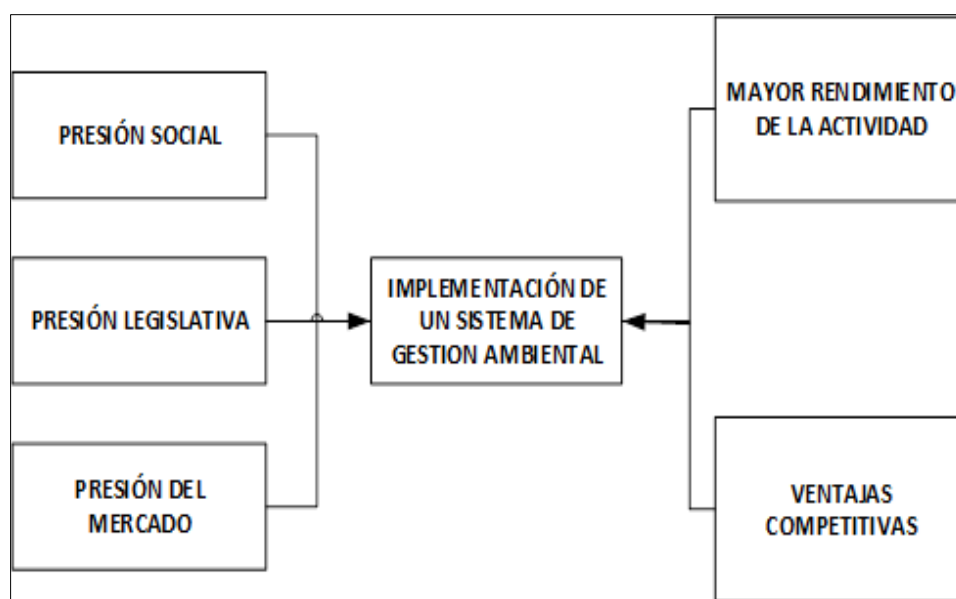 PRESIÓN SOCIAL
PRESIÓN LEGISLATIVA
PRESIÓN DEL
MERCADO
IMPLEMENTACIÓN DE
UN SISTEMA DE
GESTION AMBIENTAL
MAYOR RENDIMIENTO
DE LA ACTIVIDAD
VENTAJAS
COMPETITIVAS